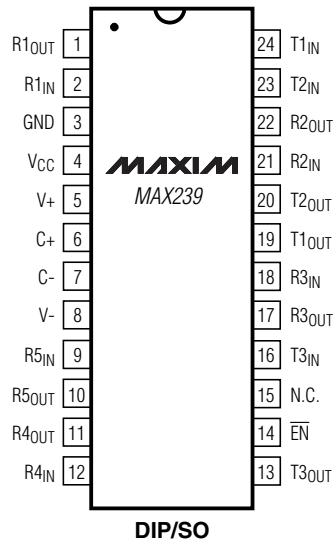 R1OUT 1 24 T1IN
R1IN 2 23 T2IN
GND 3 22 R2OUT
VCC 4 MAXIM 21 R2IN
V+ 5 MAX239 20 T2OUT
C+ 6 19 T1OUT
C- 7 18 R3IN
V- 8 17 R3OUT
R5IN 9 16 T3IN
R5OUT 10 15 N.C.
R4OUT 11 14 E̅N̅
R4IN 12 13 T3OUT
DIP/SO